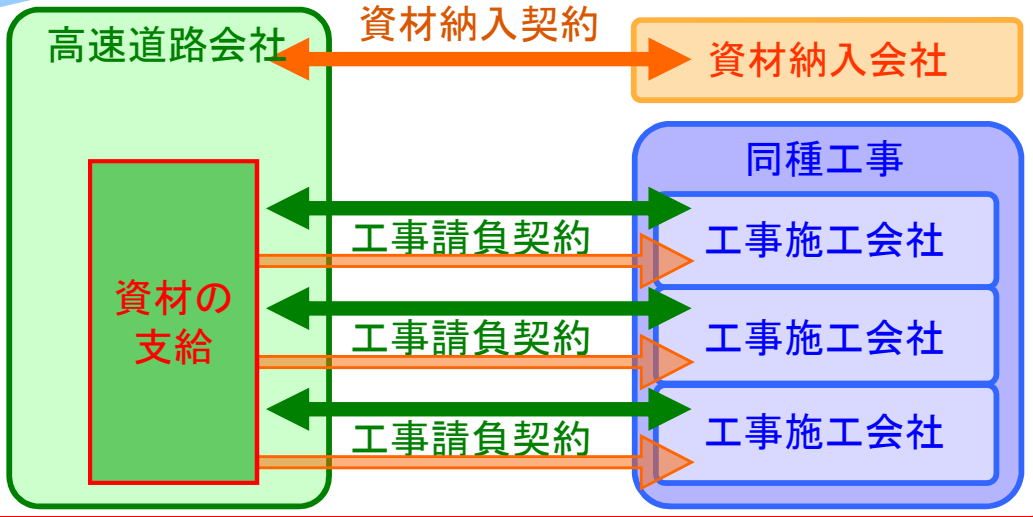 資材納入契約
高速道路会社
資材納入会社
同種工事
工事請負契約
工事施工会社
資材の
支給
工事請負契約
工事施工会社
工事請負契約
工事施工会社